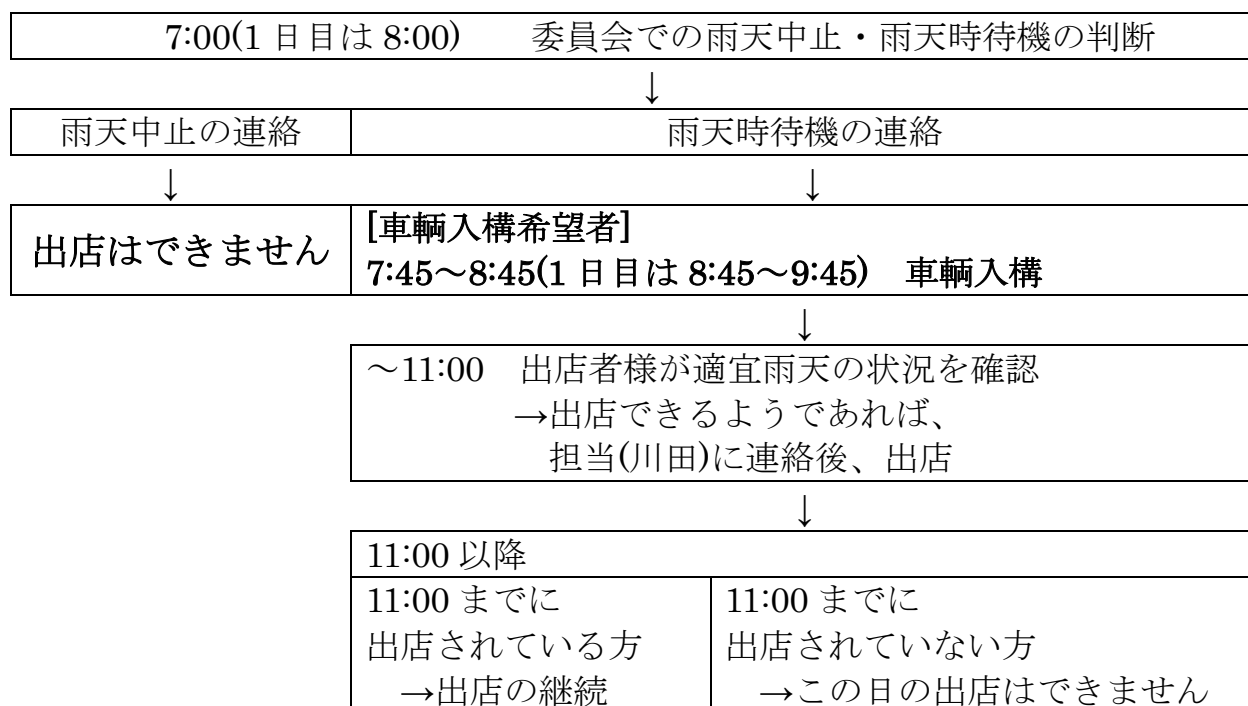 7:00(1 日目は 8:00)　　委員会での雨天中止・雨天時待機の判断
↓
雨天中止の連絡
雨天時待機の連絡
↓
↓
出店はできません
[車輌入構希望者]
7:45～8:45(1 日目は 8:45～9:45)　車輌入構
↓
～11:00　出店者様が適宜雨天の状況を確認
→出店できるようであれば、
担当(川田)に連絡後、出店
↓
11:00 以降
11:00 までに
出店されている方
→出店の継続
11:00 までに
出店されていない方
→この日の出店はできません